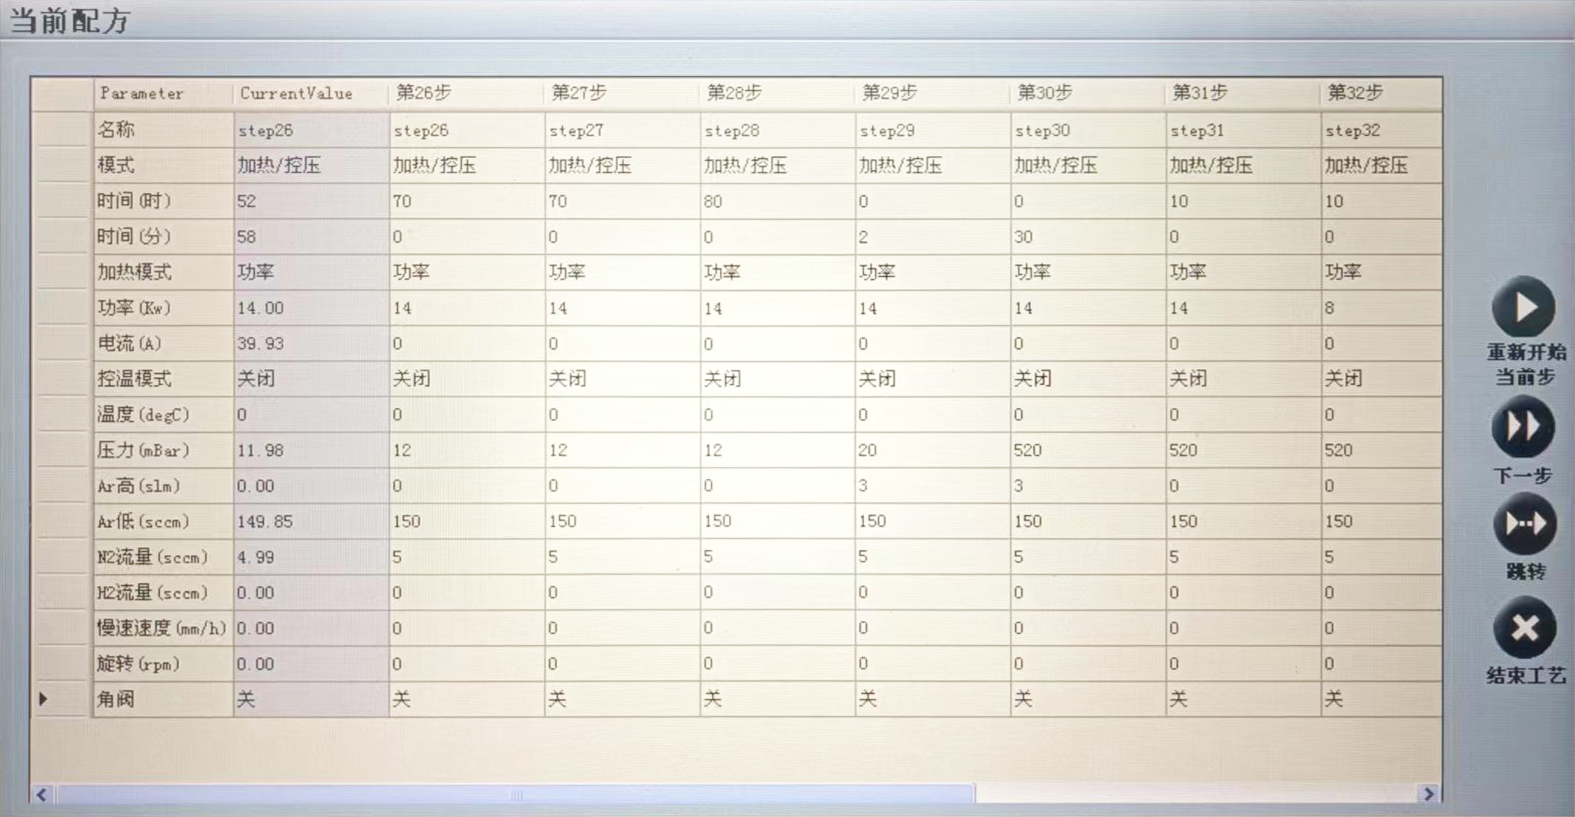 当前配方
Parameter CurrentValue 第26步 第27步 第28步 第29步 第30步 第31步 第32步
名称 step26 step26 step27 step28 step29 step30 step31 step32
模式 加热/控压 加热/控压 加热/控压 加热/控压 加热/控压 加热/控压 加热/控压 加热/控压
时间(时) 52 70 70 80 0 0 10 10
时间(分) 58 0 0 0 2 30 0 0
加热模式 功率 功率 功率 功率 功率 功率 功率 功率
功率(Kw) 14.00 14 14 14 14 14 14 8
电流(A) 39.93 0 0 0 0 0 0 0
控温模式 关闭 关闭 关闭 关闭 关闭 关闭 关闭 关闭
温度(degC) 0 0 0 0 0 0 0 0
压力(mBar) 11.98 12 12 12 20 520 520 520
Ar高(slm) 0.00 0 0 0 3 3 0 0
Ar低(sccm) 149.85 150 150 150 150 150 150 150
N2流量(sccm) 4.99 5 5 5 5 5 5 5
H2流量(sccm) 0.00 0 0 0 0 0 0 0
慢速速度(mm/h) 0.00 0 0 0 0 0 0 0
旋转(rpm) 0.00 0 0 0 0 0 0 0
角阀 关 关 关 关 关 关 关 关
重新开始
当前步
下一步
跳转
结束工艺